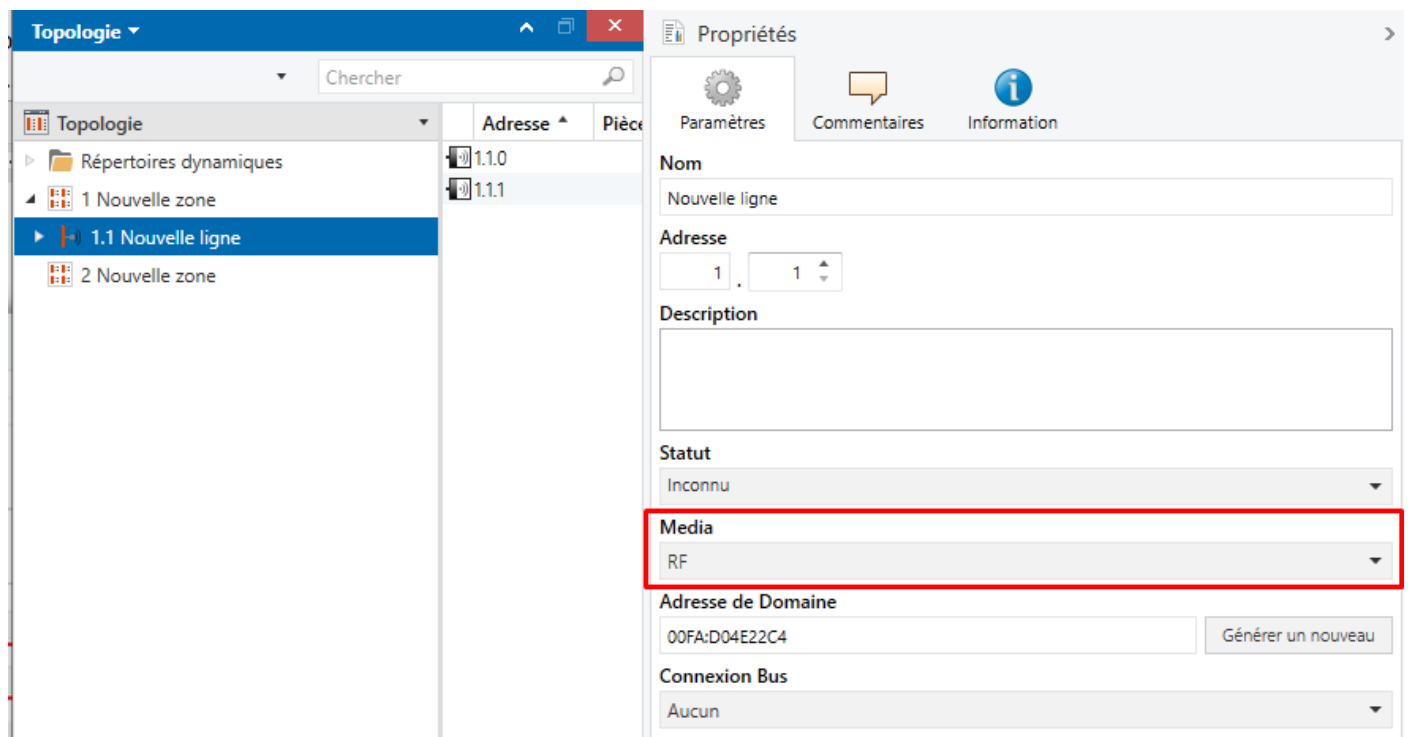 Topologie
Chercher
Topologie
Adresse
Pièce
Répertoires dynamiques
1.1.0
1 Nouvelle zone
1.1.1
1.1 Nouvelle ligne
2 Nouvelle zone
Propriétés
Paramètres
Commentaires
Information
Nom
Nouvelle ligne
Adresse
1 . 1
Description
Statut
Inconnu
Media
RF
Adresse de Domaine
00FA:D04E22C4
Générer un nouveau
Connexion Bus
Aucun